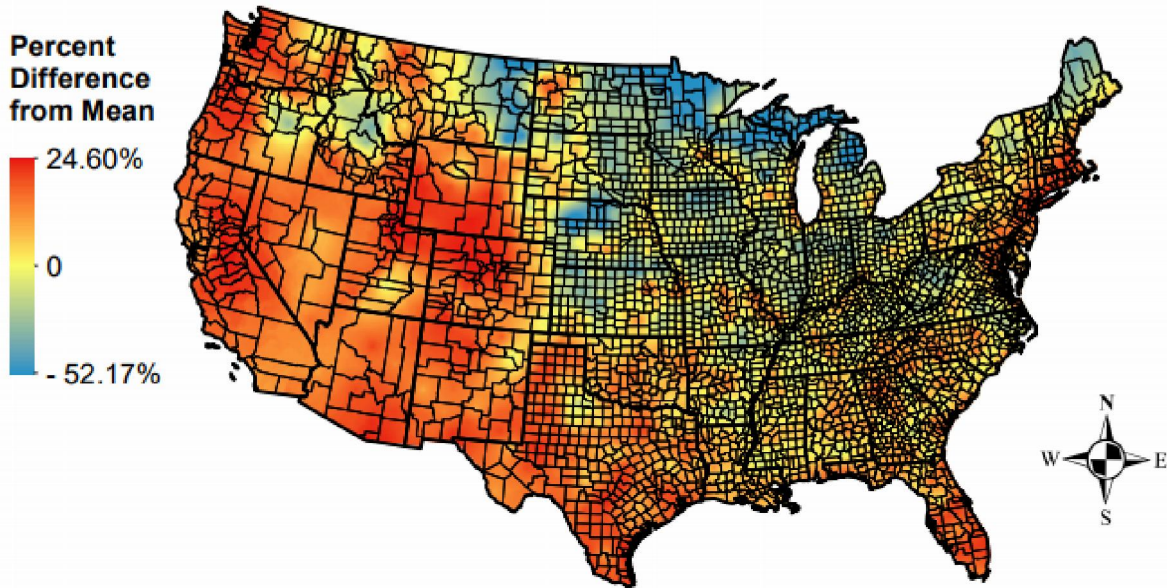 Percent
Difference
from Mean
24.60%
0
- 52.17%
N
W
E
S